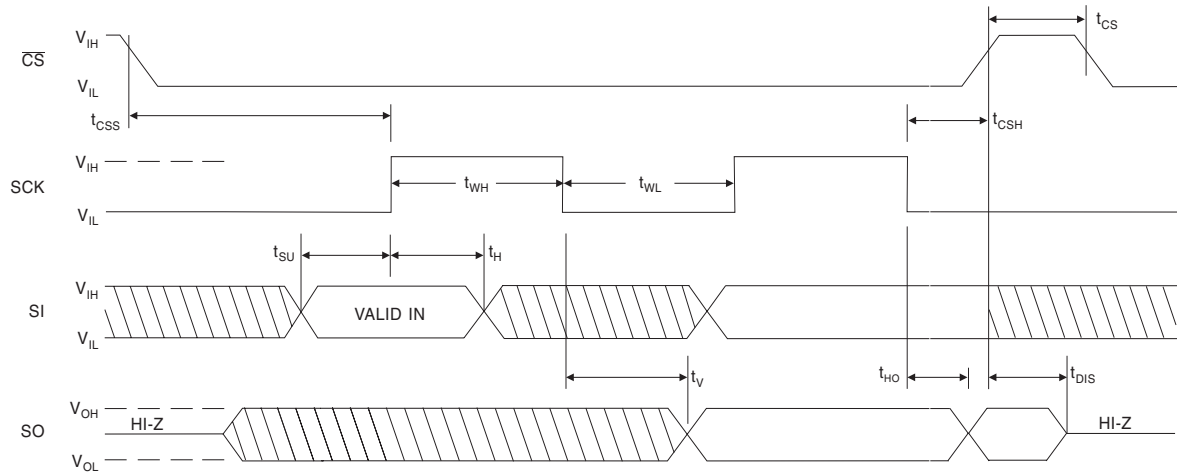 t_CS
V_IH
CS
V_IL
t_CSS
t_CSH
V_IH
SCK
t_WH
t_WL
V_IL
t_SU
t_H
V_IH
SI
VALID IN
V_IL
t_V
t_HO
t_DIS
V_OH
SO
HI-Z
HI-Z
V_OL